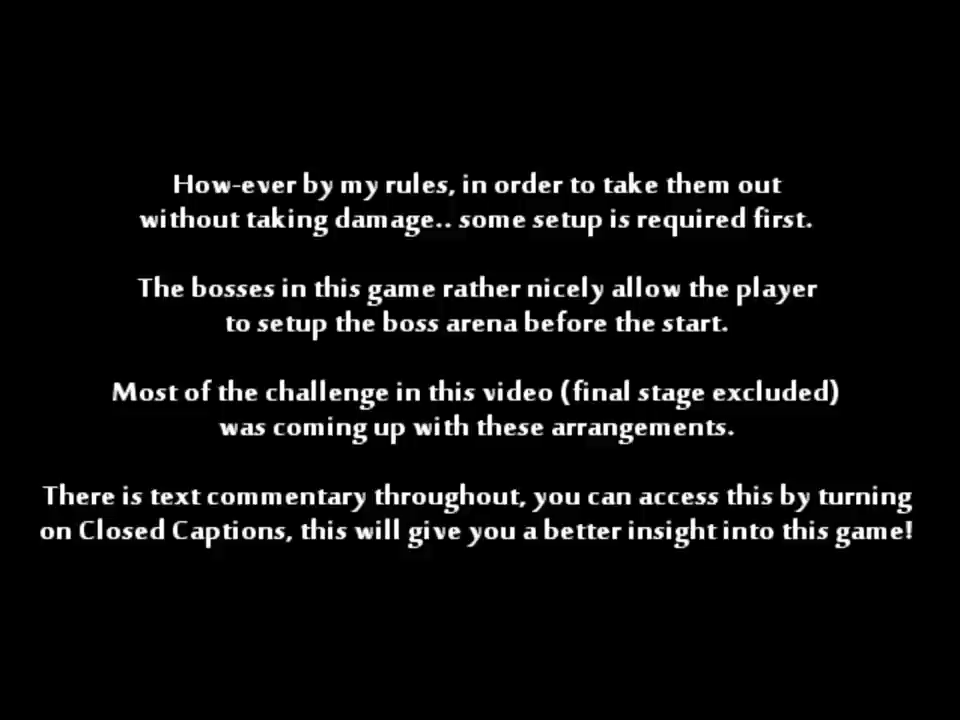 How-ever by my rules, in order to take them out
without taking damage.. some setup is required first.
The bosses in this game rather nicely allow the player
to setup the boss arena before the start.
Most of the challenge in this video (final stage excluded)
was coming up with these arrangements.
There is text commentary throughout, you can access this by turning
on Closed Captions, this will give you a better insight into this game!